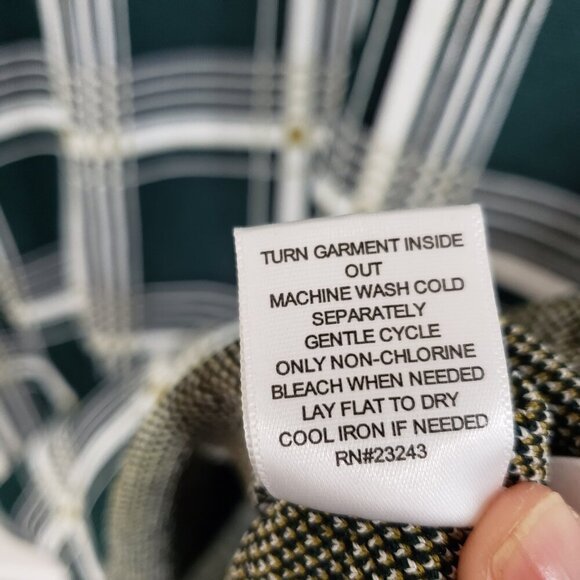 TURN GARMENT INSIDE
OUT
MACHINE WASH COLD
SEPARATELY
GENTLE CYCLE
ONLY NON-CHLORINE
BLEACH WHEN NEEDED
LAY FLAT TO DRY
COOL IRON IF NEEDED
RN#23243